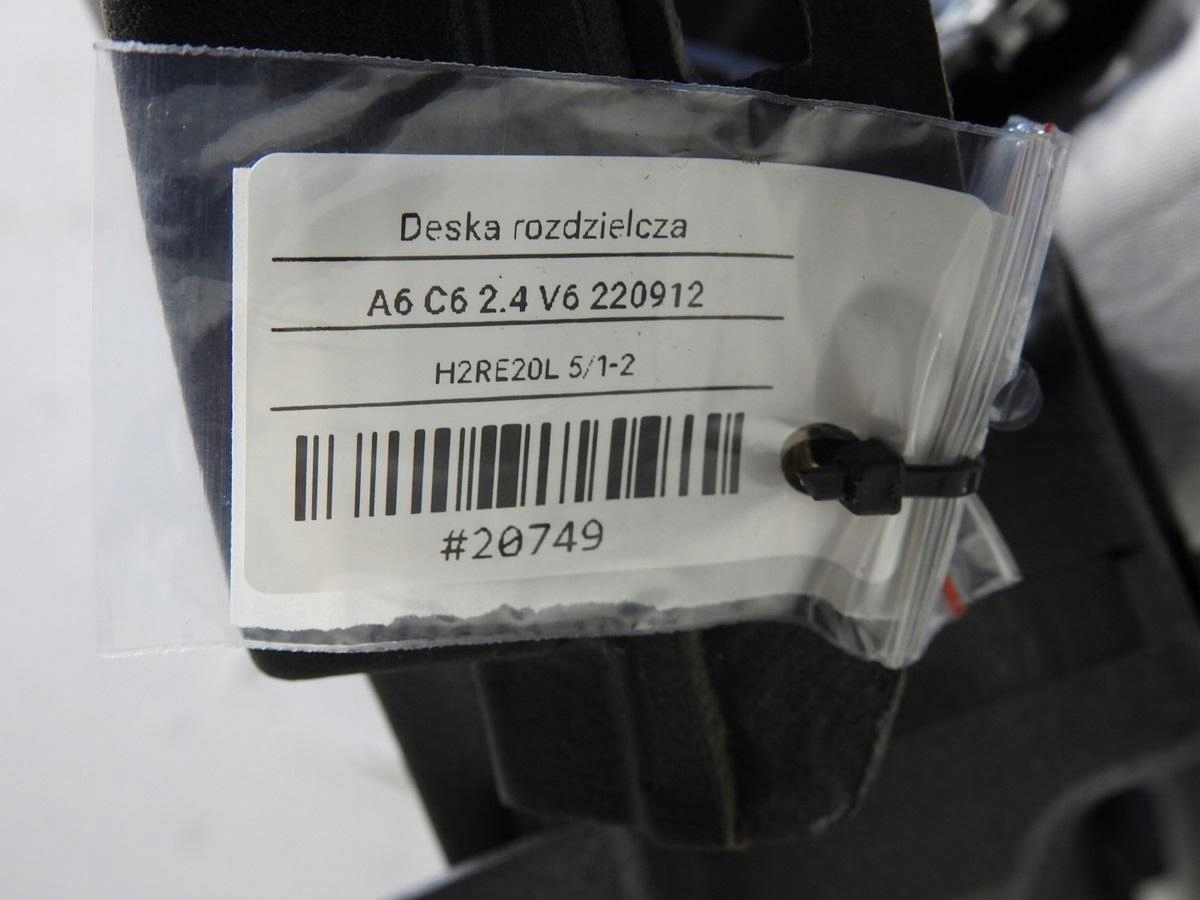 Deska rozdzielcza
A6 C6 2.4 V6 220912
H2RE20L 5/1-2
#20749